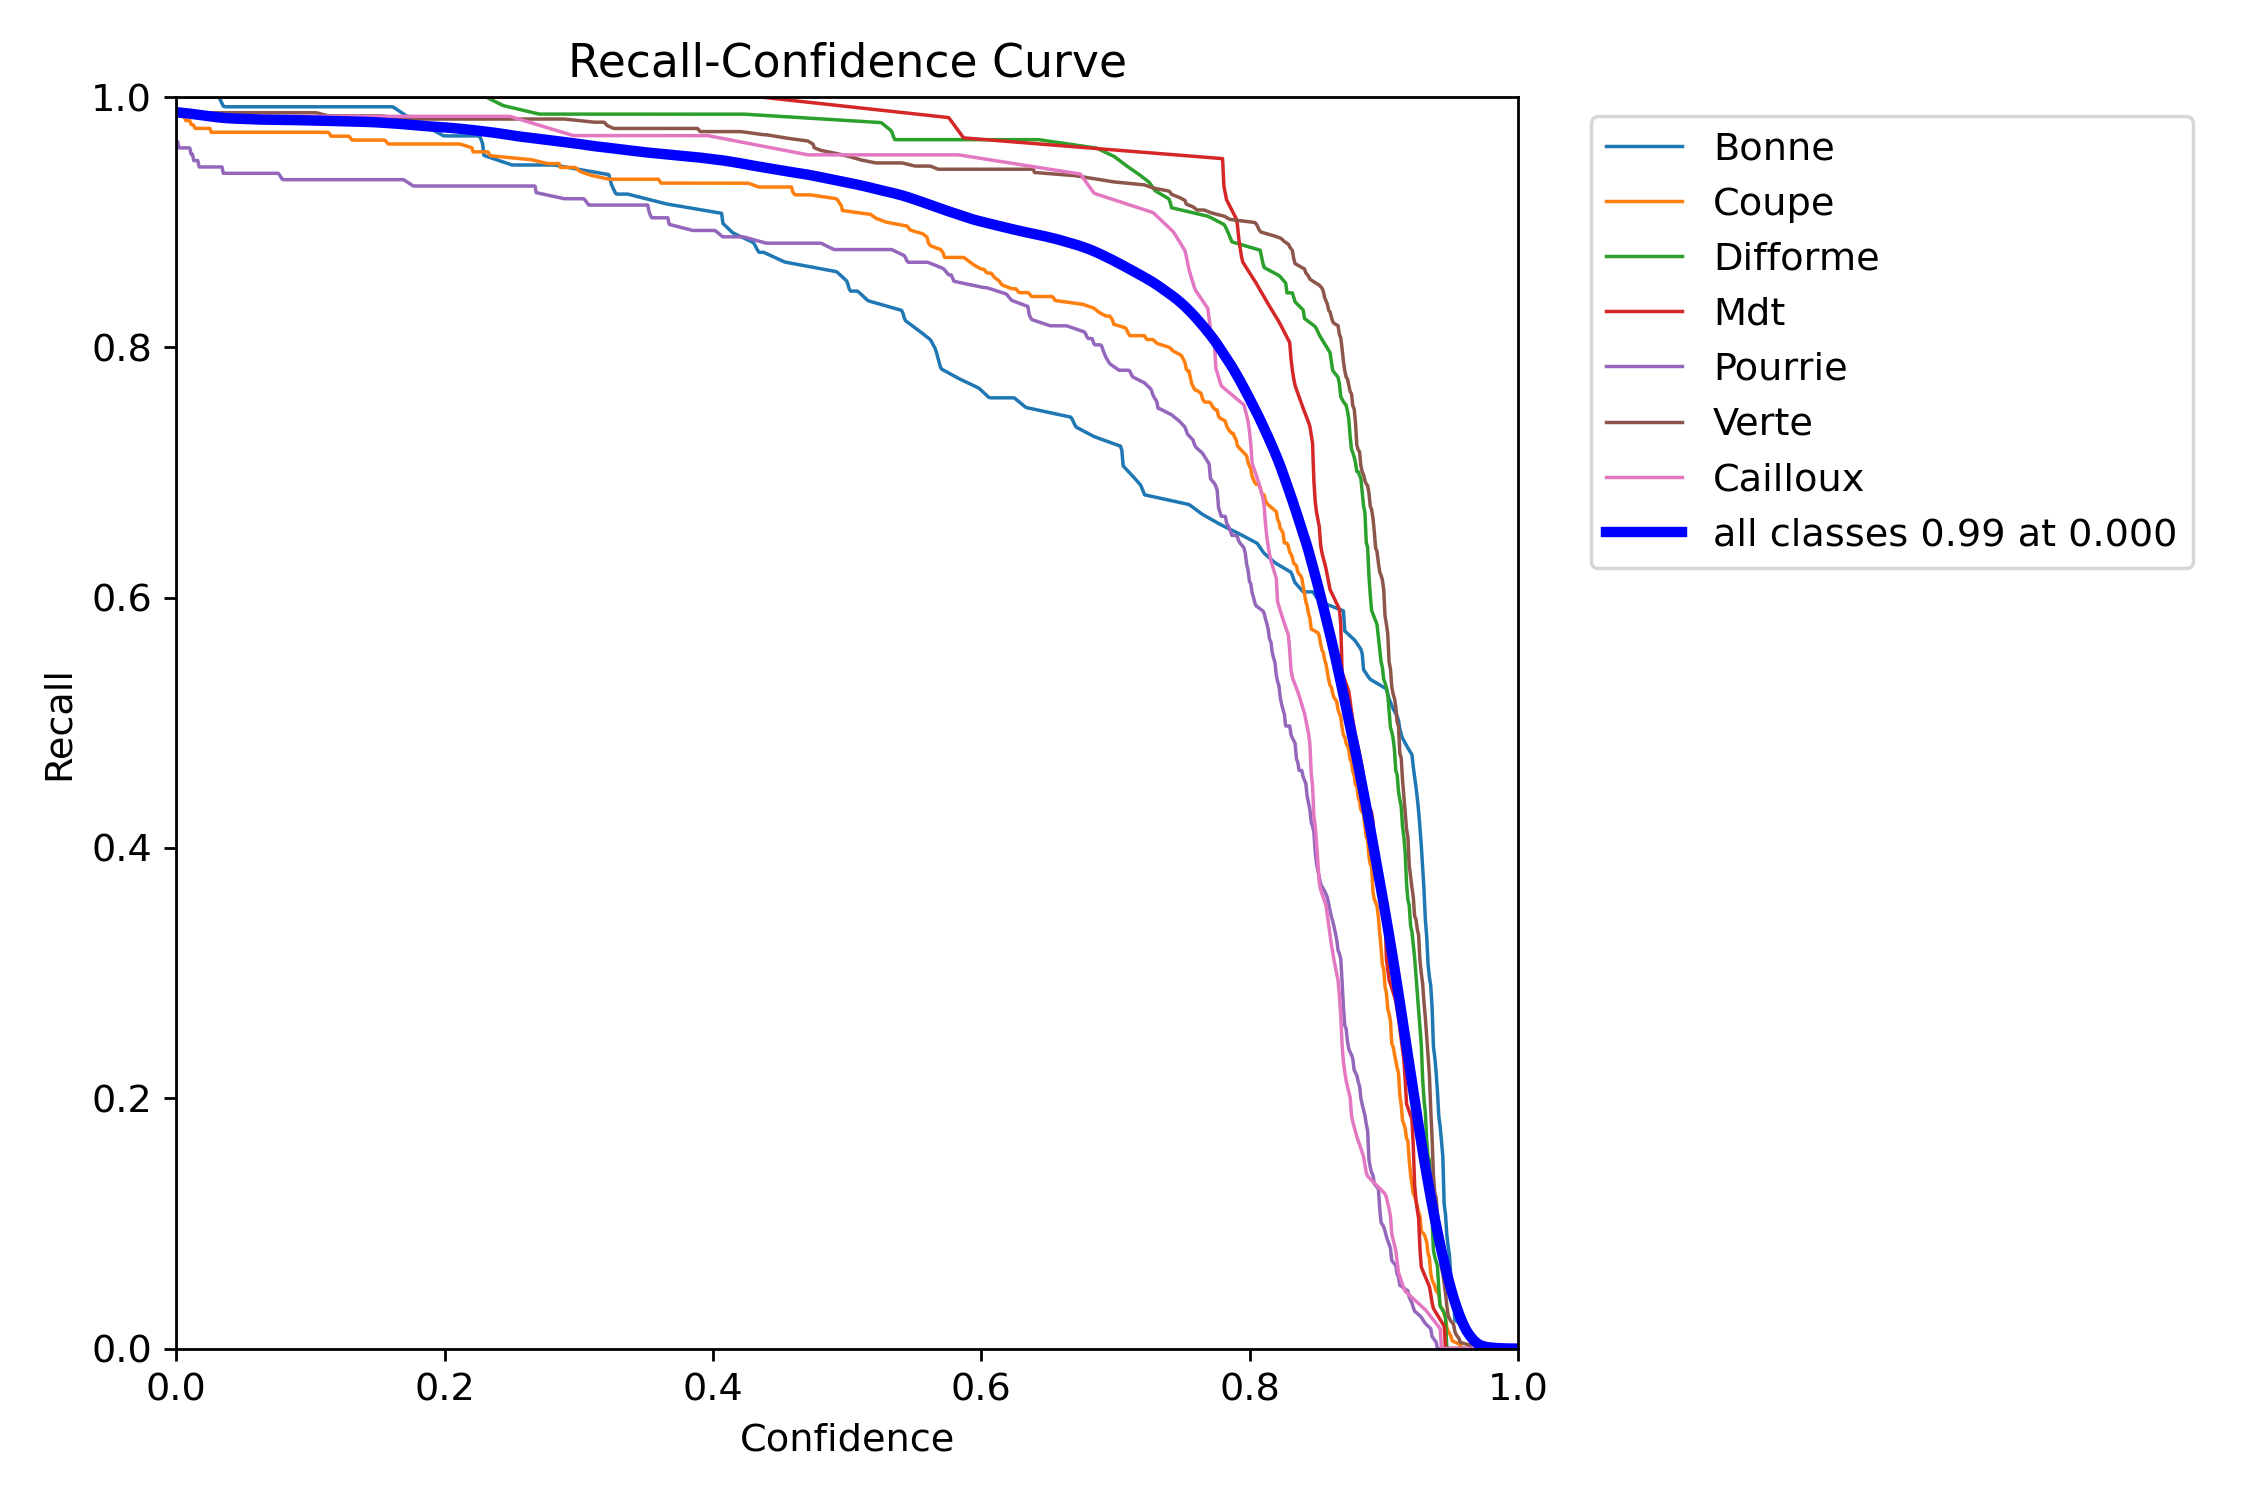 Recall-Confidence Curve
1.0
0.8
0.6
0.4
0.2
0.0
Recall
0.0 0.2 0.4 0.6 0.8 1.0
Confidence
Bonne
Coupe
Difforme
Mdt
Pourrie
Verte
Cailloux
all classes 0.99 at 0.000